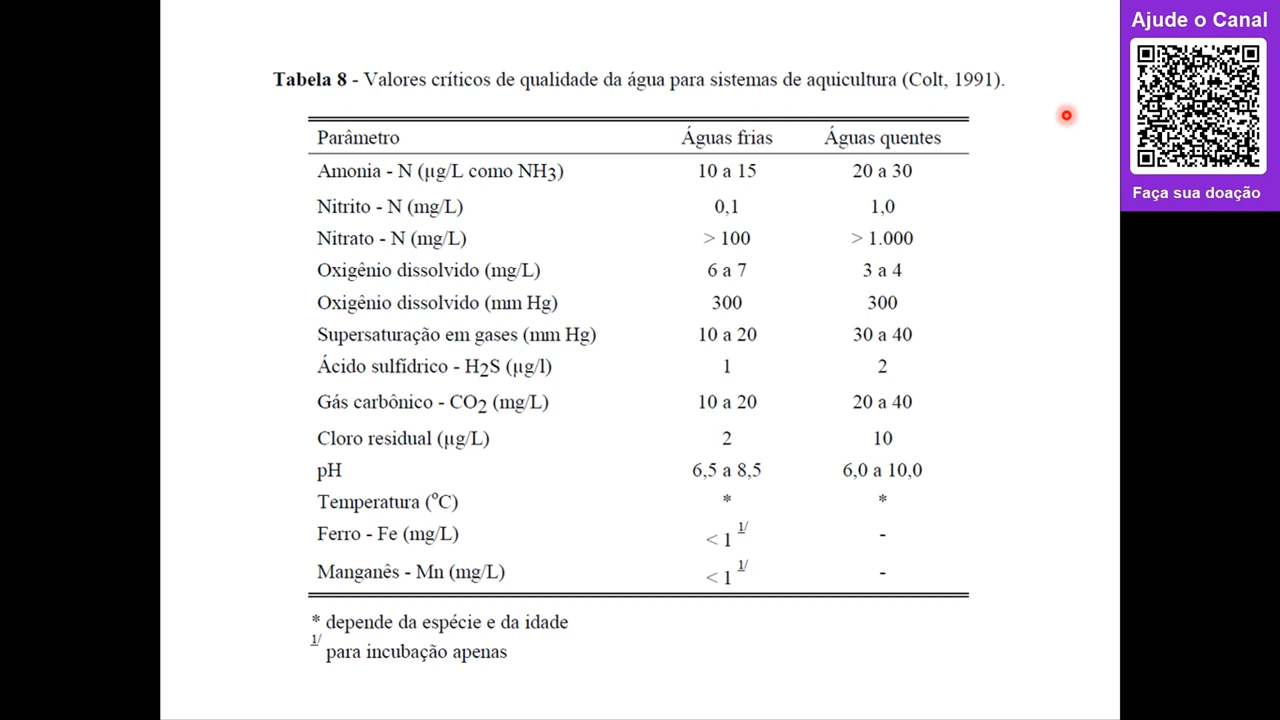 Ajude o Canal
Faça sua doação
Tabela 8 - Valores críticos de qualidade da água para sistemas de aquicultura (Colt, 1991).
Parâmetro Águas frias Águas quentes
Amonia - N (µg/L como NH3) 10 a 15 20 a 30
Nitrito - N (mg/L) 0,1 1,0
Nitrato - N (mg/L) > 100 > 1.000
Oxigênio dissolvido (mg/L) 6 a 7 3 a 4
Oxigênio dissolvido (mm Hg) 300 300
Supersaturação em gases (mm Hg) 10 a 20 30 a 40
Ácido sulfídrico - H2S (µg/l) 1 2
Gás carbônico - CO2 (mg/L) 10 a 20 20 a 40
Cloro residual (µg/L) 2 10
pH 6,5 a 8,5 6,0 a 10,0
Temperatura (ºC) * *
Ferro - Fe (mg/L) < 1 1/ -
Manganês - Mn (mg/L) < 1 1/ -
* depende da espécie e da idade
1/ para incubação apenas